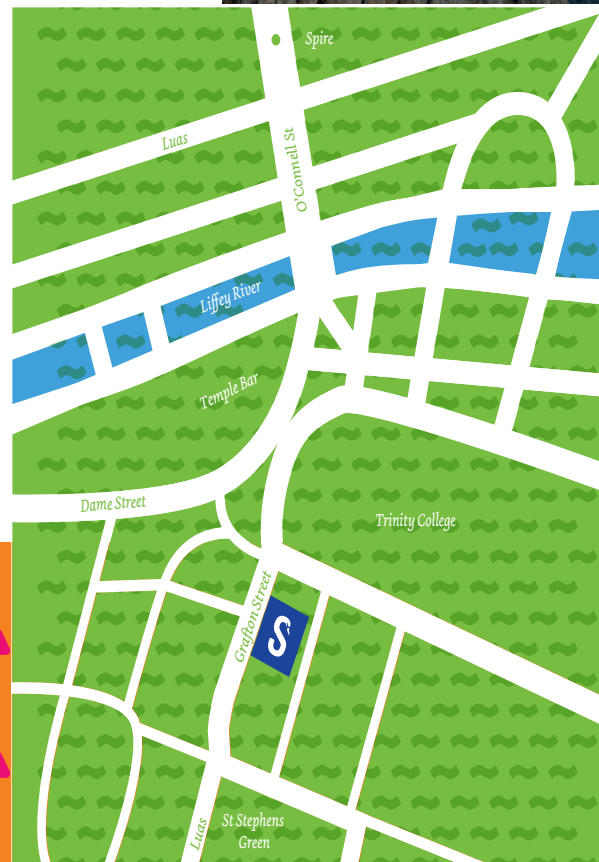 Spire
Luas
O'Connell St
Liffey River
Temple Bar
Dame Street
Trinity College
Grafton Street
S
Luas
St Stephens
Green